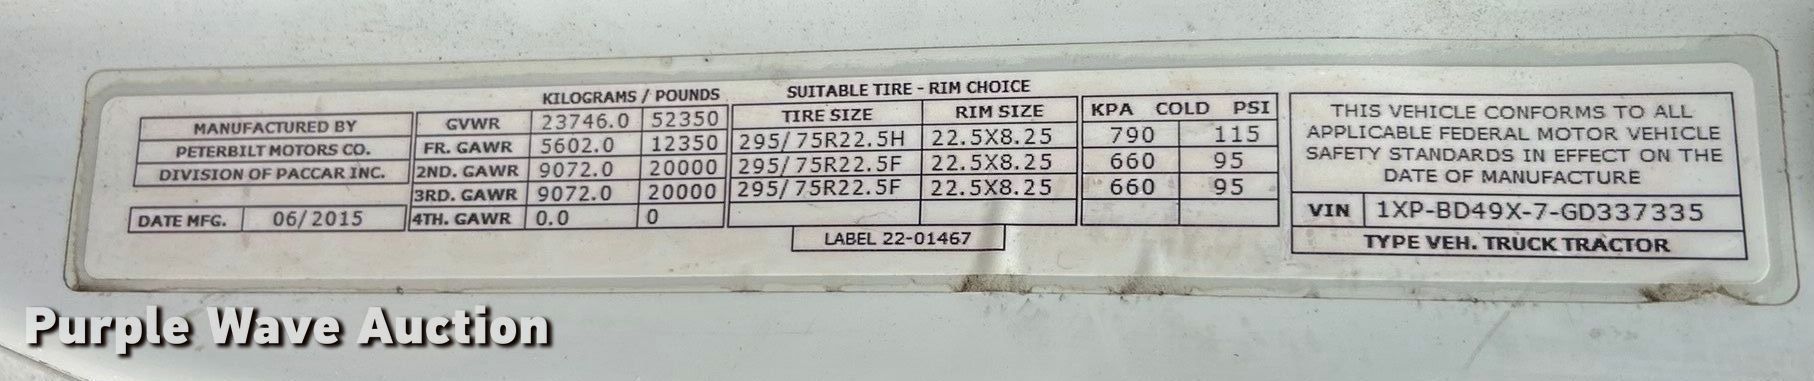 KILOGRAMS / POUNDS
SUITABLE TIRE - RIM CHOICE
MANUFACTURED BY
PETERBILT MOTORS CO.
DIVISION OF PACCAR INC.
DATE MFG. 06/2015
GVWR 23746.0 52350
FR. GAWR 5602.0 12350
2ND. GAWR 9072.0 20000
3RD. GAWR 9072.0 20000
4TH. GAWR 0.0 0
TIRE SIZE RIM SIZE
295/75R22.5H 22.5X8.25
295/75R22.5F 22.5X8.25
295/75R22.5F 22.5X8.25
LABEL 22-01467
KPA COLD PSI
790 115
660 95
660 95
THIS VEHICLE CONFORMS TO ALL
APPLICABLE FEDERAL MOTOR VEHICLE
SAFETY STANDARDS IN EFFECT ON THE
DATE OF MANUFACTURE
VIN 1XP-BD49X-7-GD337335
TYPE VEH. TRUCK TRACTOR
Purple Wave Auction